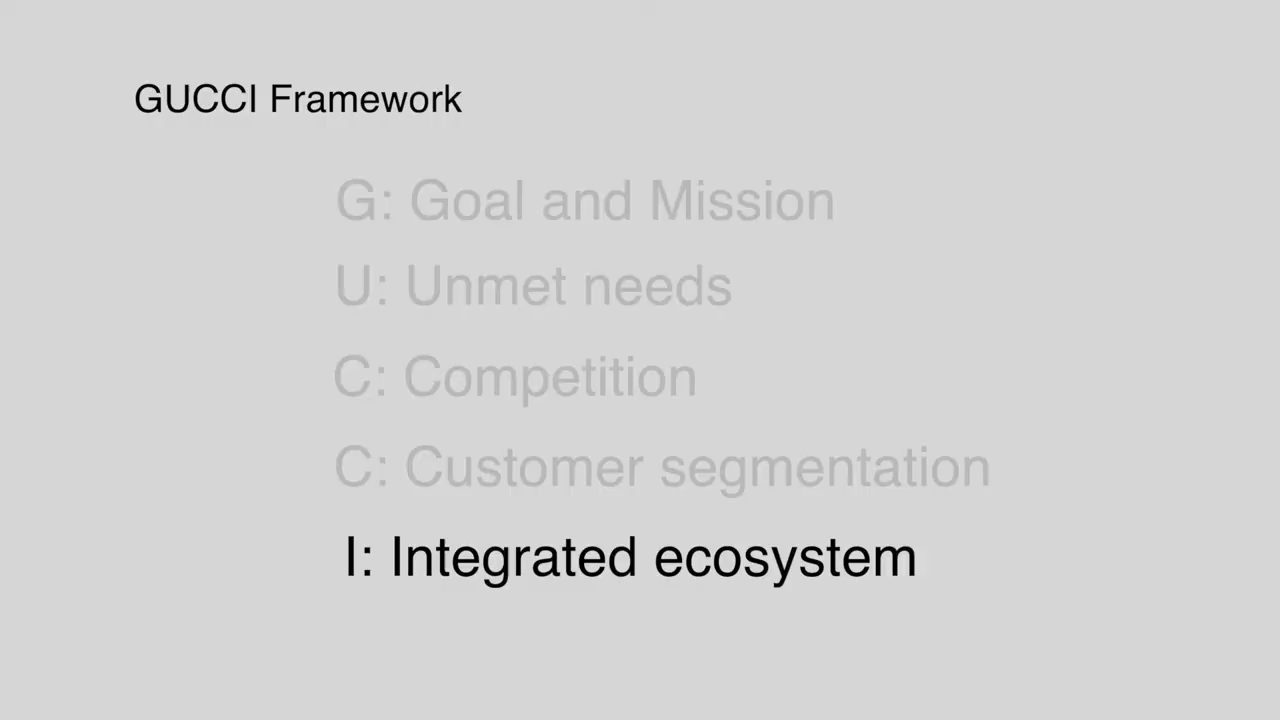 GUCCI Framework
G: Goal and Mission
U: Unmet needs
C: Competition
C: Customer segmentation
I: Integrated ecosystem